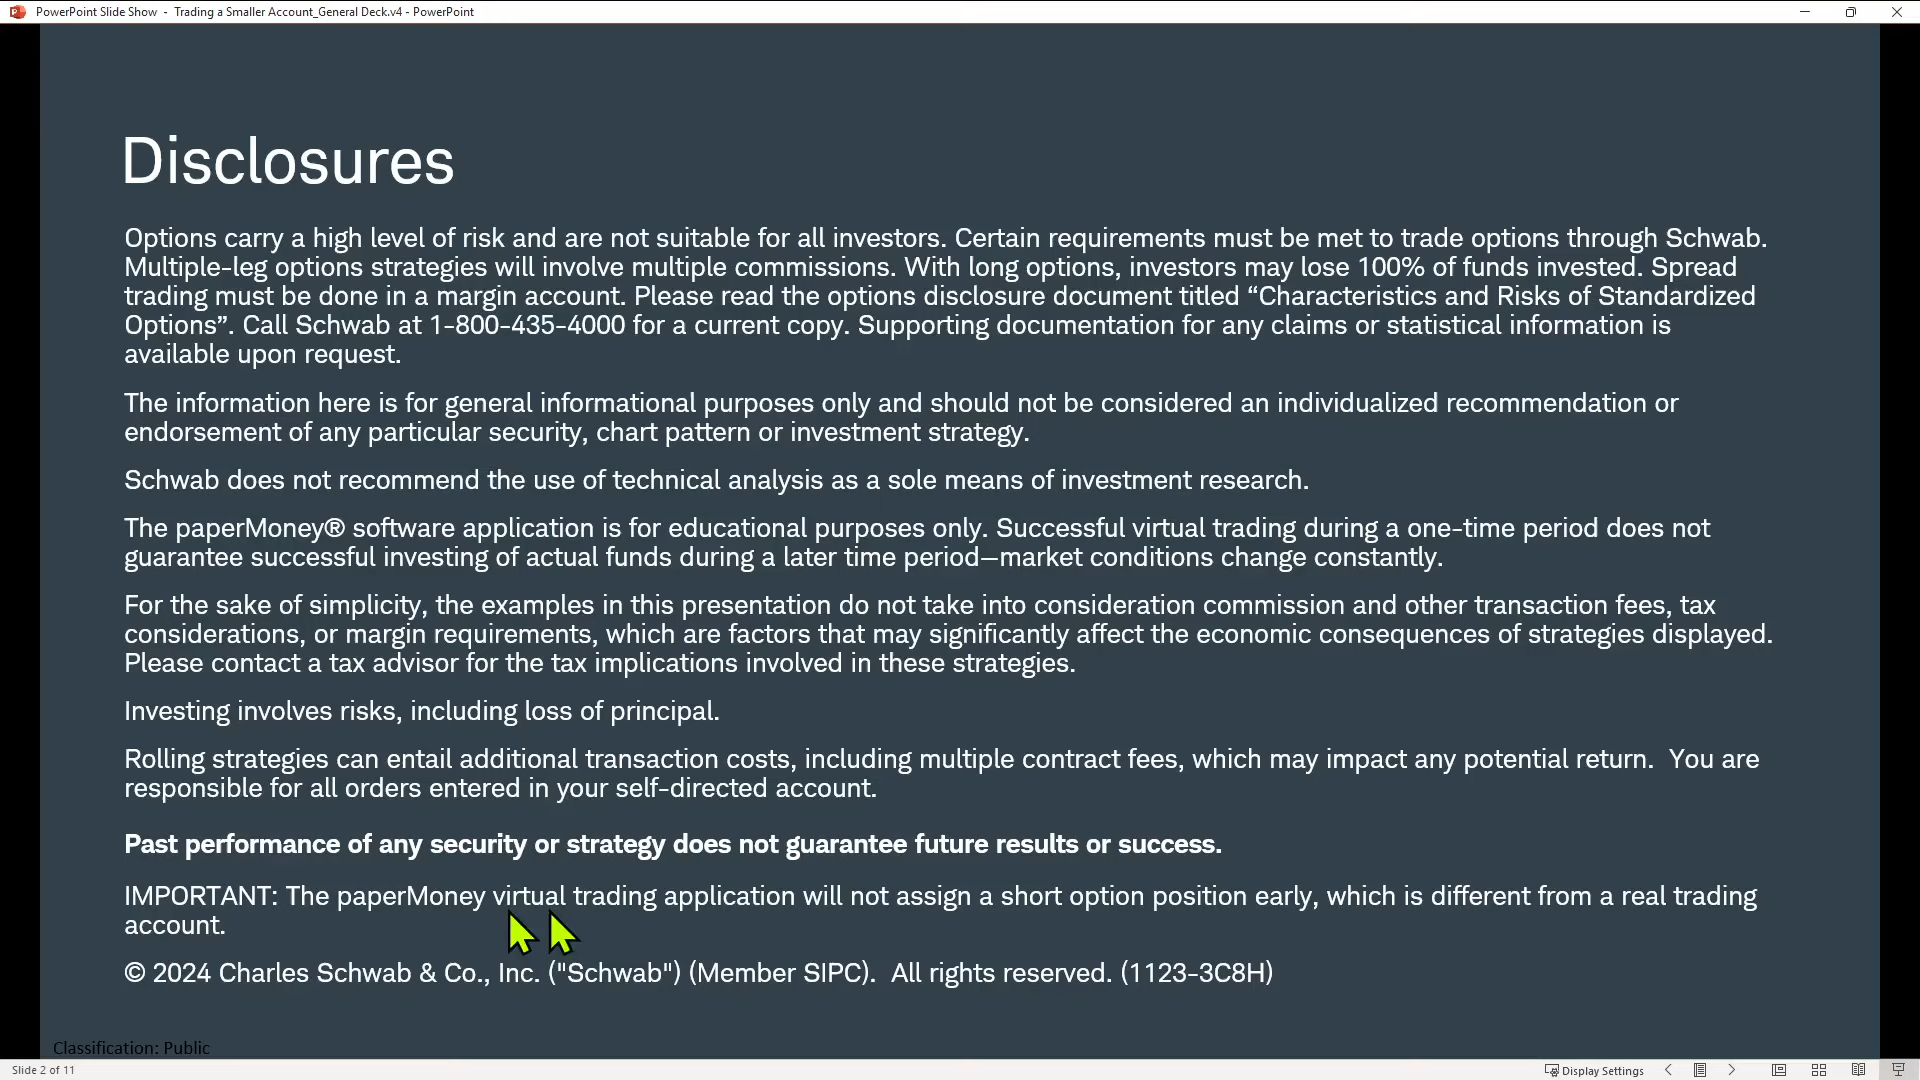 PowerPoint Slide Show - Trading a Smaller Account_General Deck.v4 - PowerPoint
Disclosures
Options carry a high level of risk and are not suitable for all investors. Certain requirements must be met to trade options through Schwab.
Multiple-leg options strategies will involve multiple commissions. With long options, investors may lose 100% of funds invested. Spread
trading must be done in a margin account. Please read the options disclosure document titled “Characteristics and Risks of Standardized
Options”. Call Schwab at 1-800-435-4000 for a current copy. Supporting documentation for any claims or statistical information is
available upon request.
The information here is for general informational purposes only and should not be considered an individualized recommendation or
endorsement of any particular security, chart pattern or investment strategy.
Schwab does not recommend the use of technical analysis as a sole means of investment research.
The paperMoney® software application is for educational purposes only. Successful virtual trading during a one-time period does not
guarantee successful investing of actual funds during a later time period—market conditions change constantly.
For the sake of simplicity, the examples in this presentation do not take into consideration commission and other transaction fees, tax
considerations, or margin requirements, which are factors that may significantly affect the economic consequences of strategies displayed.
Please contact a tax advisor for the tax implications involved in these strategies.
Investing involves risks, including loss of principal.
Rolling strategies can entail additional transaction costs, including multiple contract fees, which may impact any potential return.  You are
responsible for all orders entered in your self-directed account.
Past performance of any security or strategy does not guarantee future results or success.
IMPORTANT: The paperMoney virtual trading application will not assign a short option position early, which is different from a real trading
account.
© 2024 Charles Schwab & Co., Inc. ("Schwab") (Member SIPC).  All rights reserved. (1123-3C8H)
Classification: Public
Slide 2 of 11
Display Settings